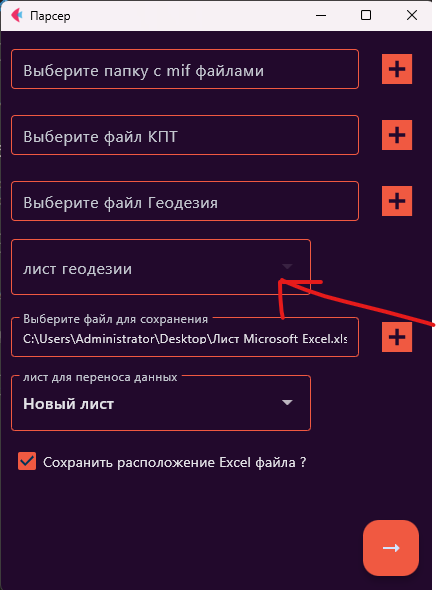 Парсер
Выберите папку с mif файлами
Выберите файл КПТ
Выберите файл Геодезия
лист геодезии
Выберите файл для сохранения
C:\Users\Administrator\Desktop\Лист Microsoft Excel.xls
лист для переноса данных
Новый лист
Сохранить расположение Excel файла ?